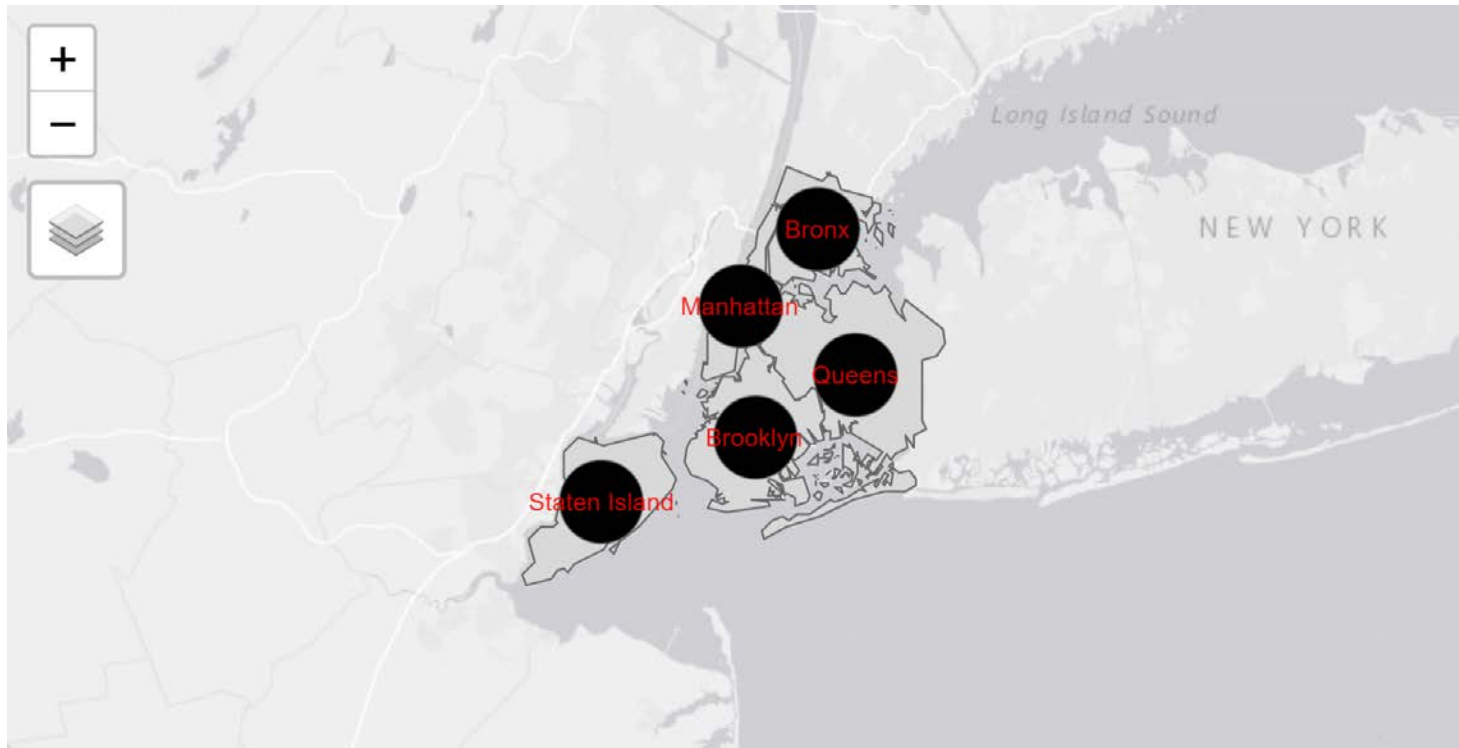 +
−
Long Island Sound
NEW YORK
Bronx
Manhattan
Queens
Brooklyn
Staten Island